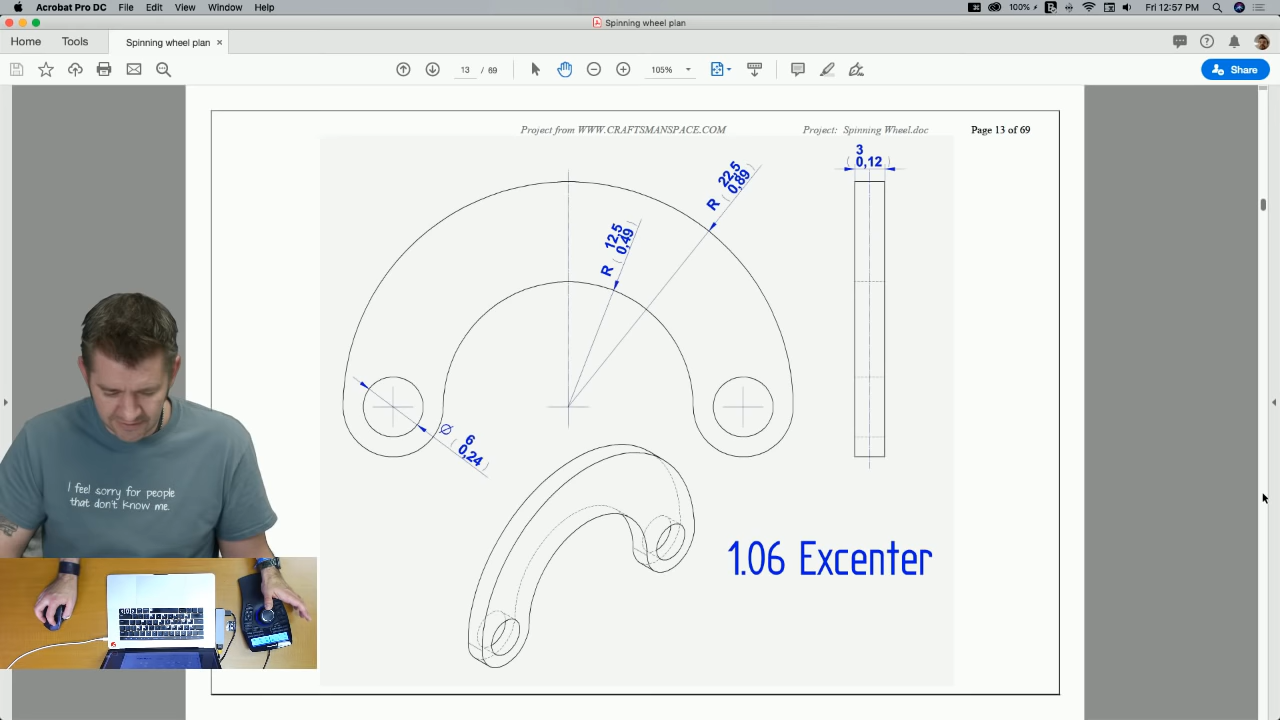 Acrobat Pro DC File Edit View Window Help 100% Fri 12:57 PM
Spinning wheel plan
Home Tools Spinning wheel plan ×
13 / 69 105% Share
Project from WWW.CRAFTSMANSPACE.COM Project: Spinning Wheel.doc Page 13 of 69
3
( 0,12 )
R 22,5
( 0,89 )
R 12,5
( 0,49 )
Ø 6
( 0,24 )
1.06 Excenter
I feel sorry for people
that don't know me.